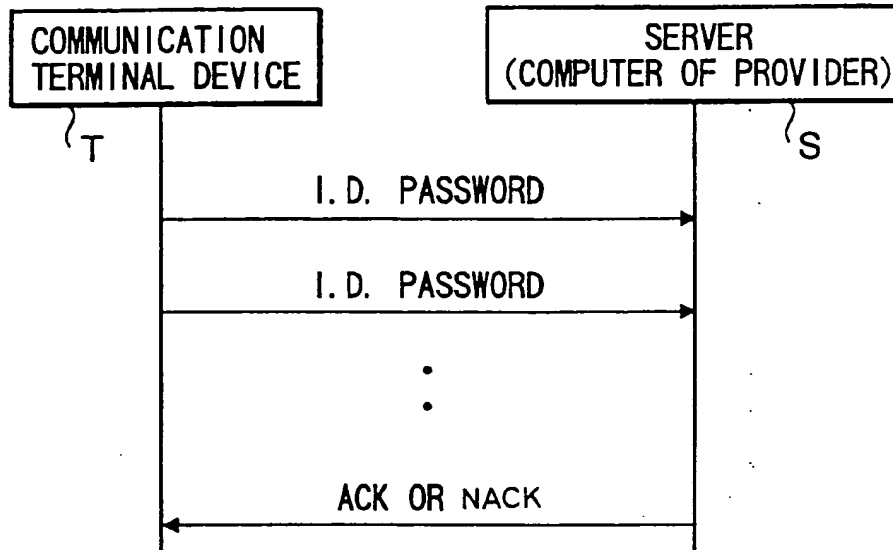 COMMUNICATION
TERMINAL DEVICE
SERVER
(COMPUTER OF PROVIDER)
T
S
I.D. PASSWORD
I.D. PASSWORD
ACK OR NACK